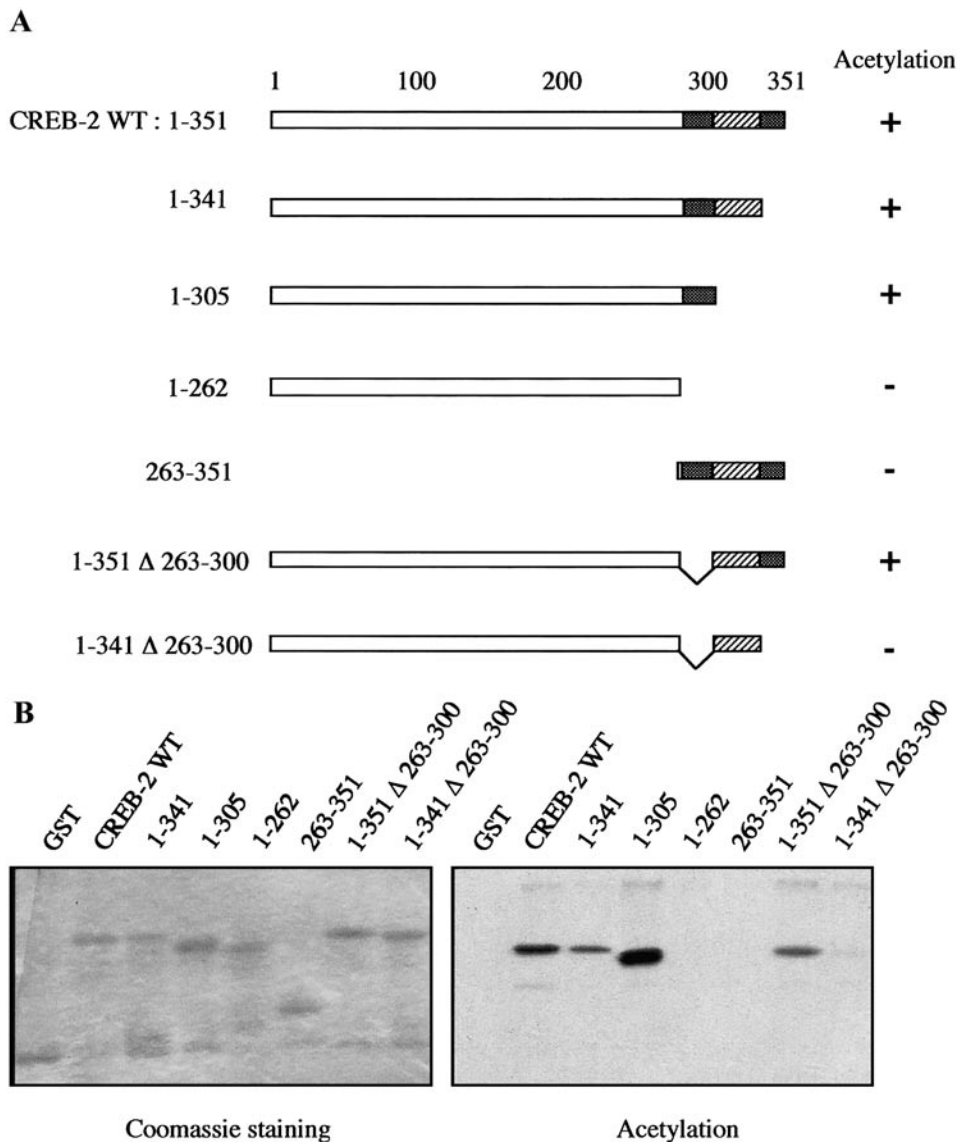 A
Acetylation
1 100 200 300 351
CREB-2 WT : 1-351 +
1-341 +
1-305 +
1-262 -
263-351 -
1-351 Δ 263-300 +
1-341 Δ 263-300 -
B
GST CREB-2 WT 1-341 1-305 1-262 263-351 1-351 Δ 263-300 1-341 Δ 263-300
GST CREB-2 WT 1-341 1-305 1-262 263-351 1-351 Δ 263-300 1-341 Δ 263-300
Coomassie staining Acetylation